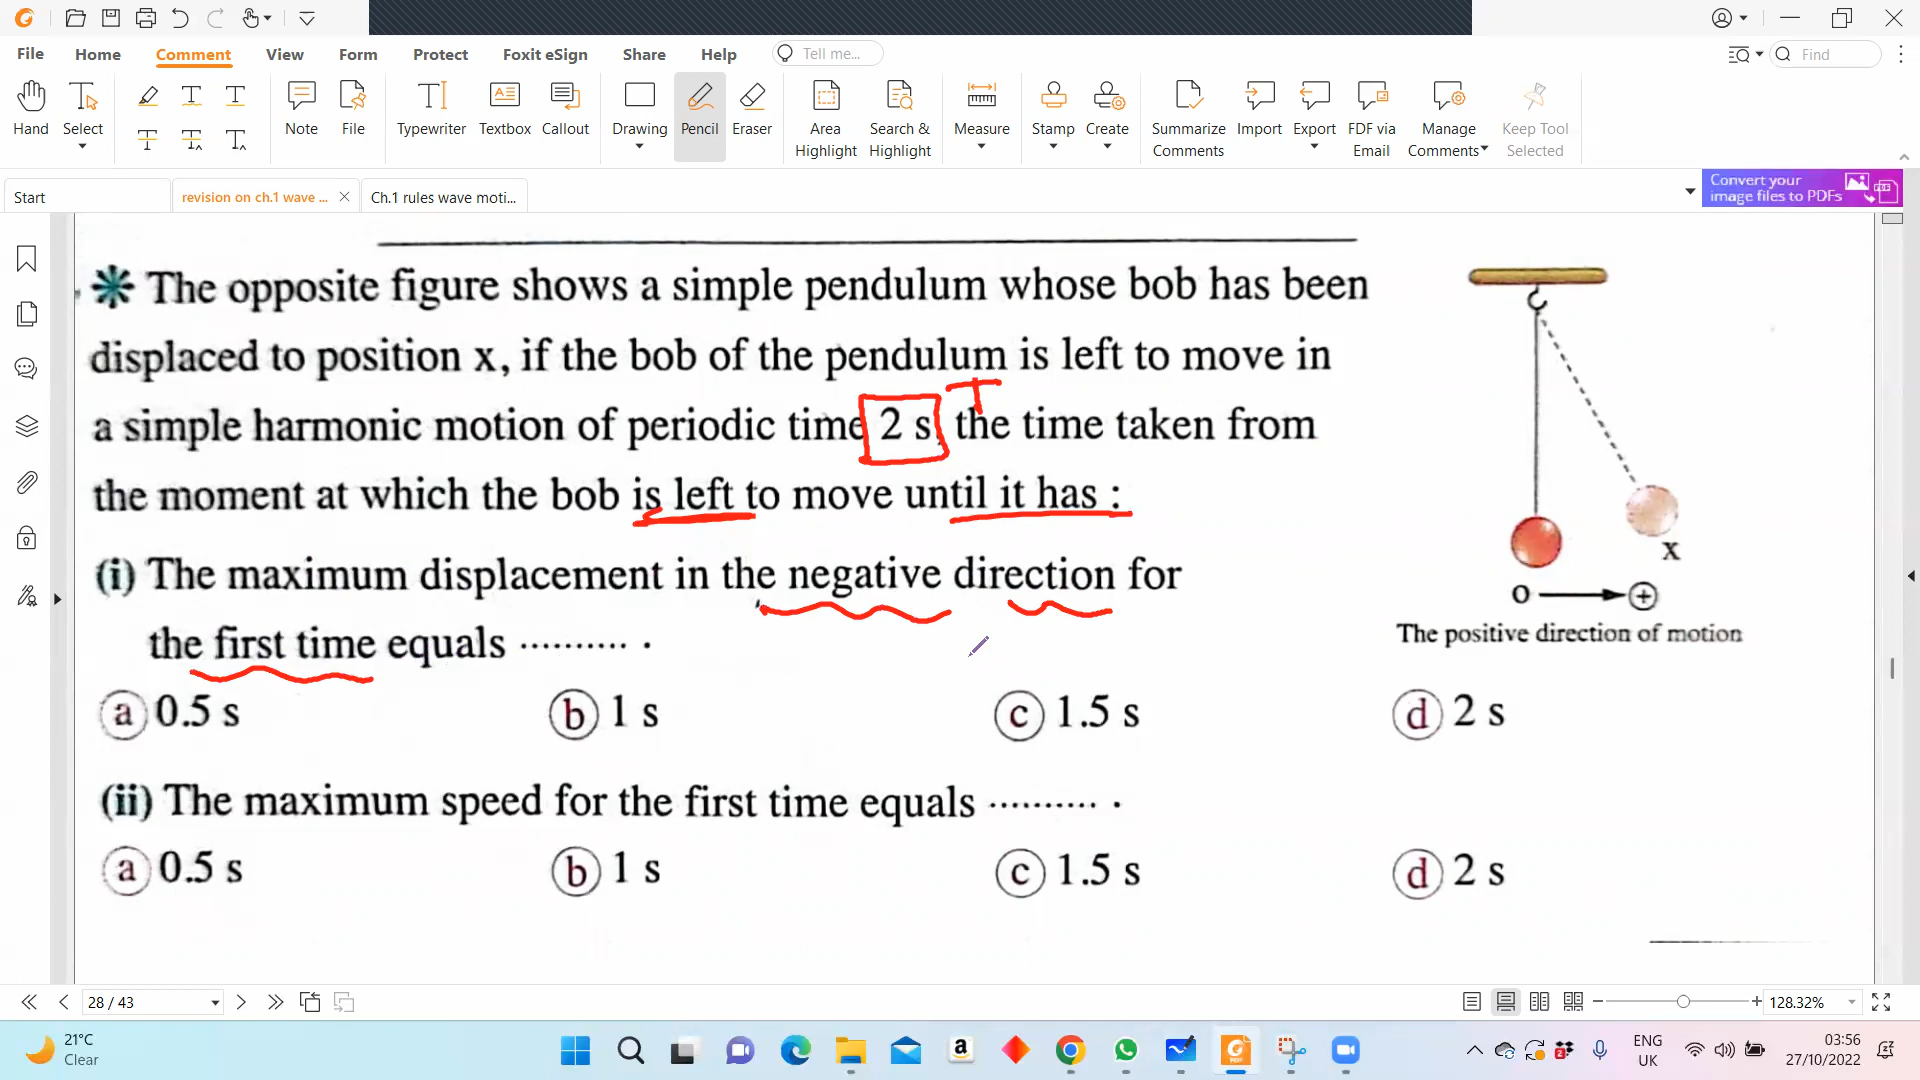 File Home Comment View Form Protect Foxit eSign Share Help Tell me... Find
Hand Select Note File Typewriter Textbox Callout Drawing Pencil Eraser Area Highlight Search & Highlight Measure Stamp Create Summarize Comments Import Export FDF via Email Manage Comments Keep Tool Selected
Start revision on ch.1 wave ... Ch.1 rules wave moti... Convert your image files to PDFs
The opposite figure shows a simple pendulum whose bob has been
displaced to position x, if the bob of the pendulum is left to move in
T
a simple harmonic motion of periodic time 2 s, the time taken from
the moment at which the bob is left to move until it has :
(i) The maximum displacement in the negative direction for
the first time equals .......... .
a 0.5 s b 1 s c 1.5 s d 2 s
(ii) The maximum speed for the first time equals .......... .
a 0.5 s b 1 s c 1.5 s d 2 s
x
o +
The positive direction of motion
28 / 43 128.32%
21°C
Clear
a
2
ENG
UK
03:56
27/10/2022